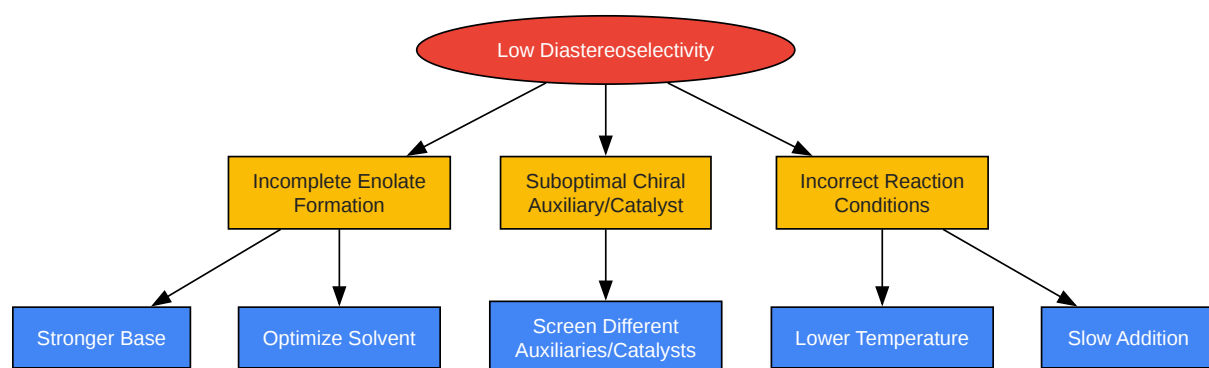 Low Diastereoselectivity
Incomplete Enolate
Formation
Suboptimal Chiral
Auxiliary/Catalyst
Incorrect Reaction
Conditions
Stronger Base
Optimize Solvent
Screen Different
Auxiliaries/Catalysts
Lower Temperature
Slow Addition